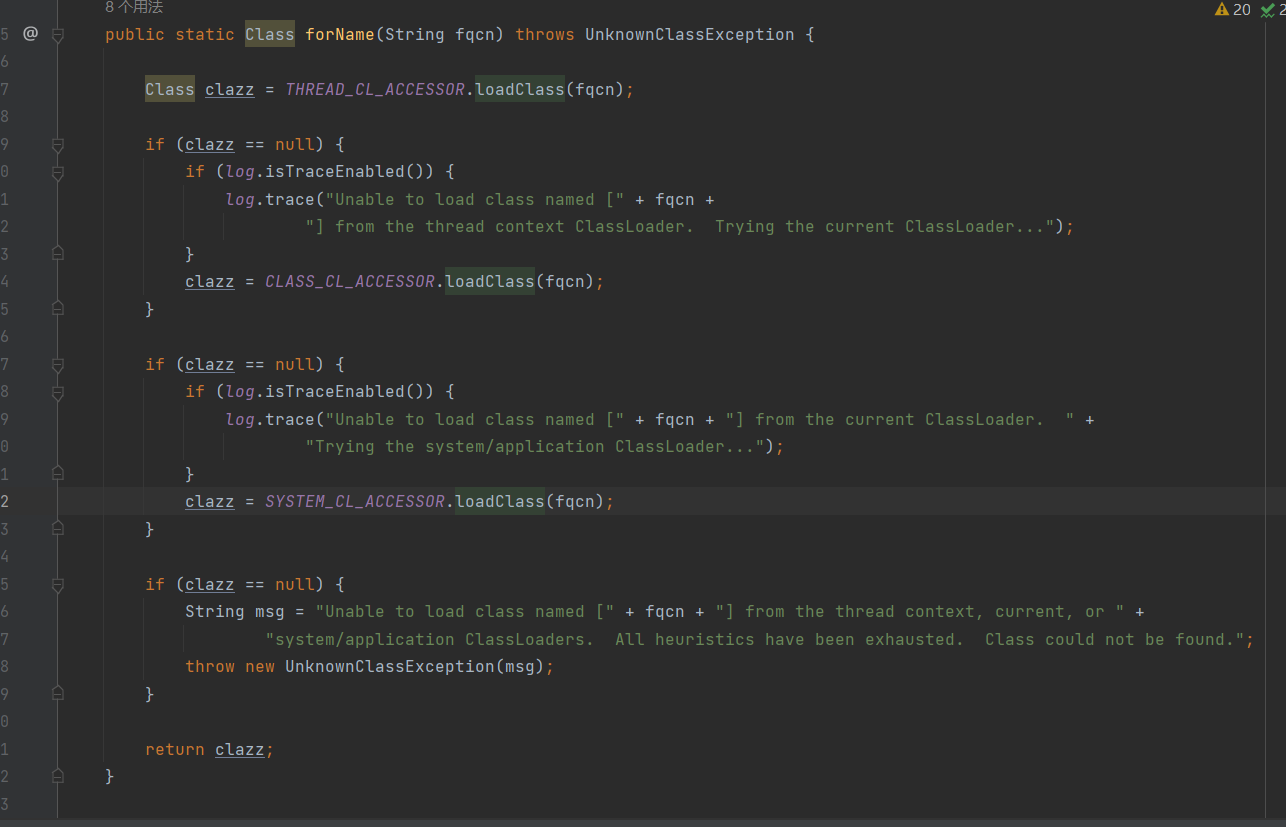 8 个用法
20 2
5 @ public static Class forName(String fqcn) throws UnknownClassException {
6
7 Class clazz = THREAD_CL_ACCESSOR.loadClass(fqcn);
8
9 if (clazz == null) {
0 if (log.isTraceEnabled()) {
1 log.trace("Unable to load class named [" + fqcn +
2 "] from the thread context ClassLoader.  Trying the current ClassLoader...");
3 }
4 clazz = CLASS_CL_ACCESSOR.loadClass(fqcn);
5 }
6
7 if (clazz == null) {
8 if (log.isTraceEnabled()) {
9 log.trace("Unable to load class named [" + fqcn + "] from the current ClassLoader.  " +
0 "Trying the system/application ClassLoader...");
1 }
2 clazz = SYSTEM_CL_ACCESSOR.loadClass(fqcn);
3 }
4
5 if (clazz == null) {
6 String msg = "Unable to load class named [" + fqcn + "] from the thread context, current, or " +
7 "system/application ClassLoaders.  All heuristics have been exhausted.  Class could not be found.";
8 throw new UnknownClassException(msg);
9 }
0
1 return clazz;
2 }
3